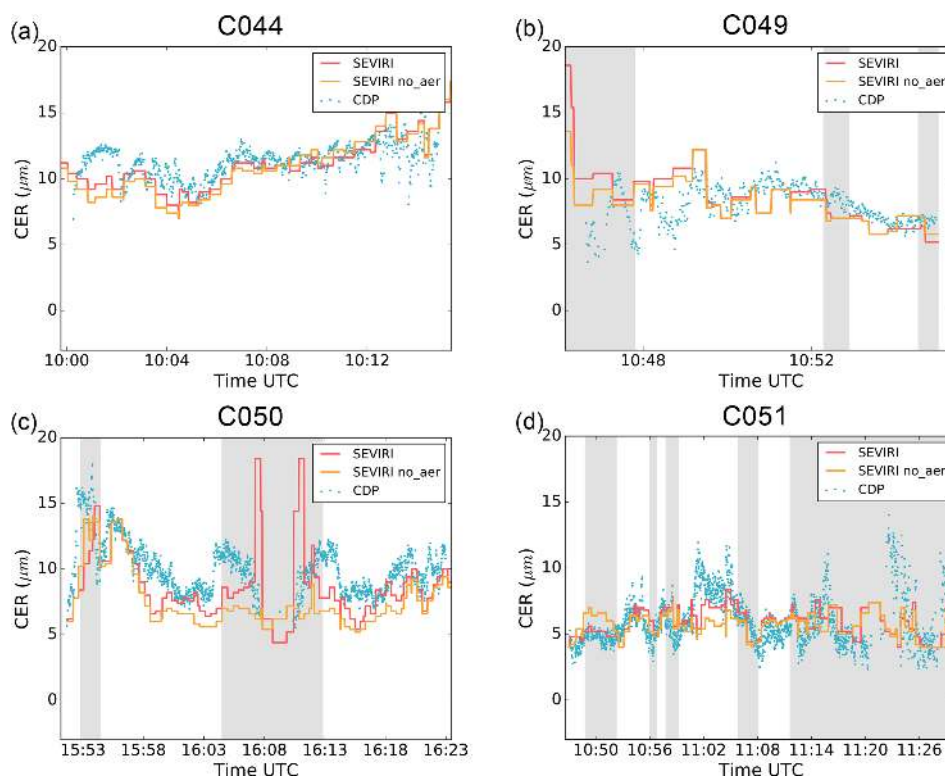 (a)
C044
20
15
10
5
0
CER (μm)
SEVIRI
SEVIRI no_aer
CDP
10:00
10:04
10:08
10:12
Time UTC
(b)
C049
20
15
10
5
0
CER (μm)
SEVIRI
SEVIRI no_aer
CDP
10:48
10:52
Time UTC
(c)
C050
20
15
10
5
0
CER (μm)
SEVIRI
SEVIRI no_aer
CDP
15:53
15:58
16:03
16:08
16:13
16:18
16:23
Time UTC
(d)
C051
20
15
10
5
0
CER (μm)
SEVIRI
SEVIRI no_aer
CDP
10:50
10:56
11:02
11:08
11:14
11:20
11:26
Time UTC